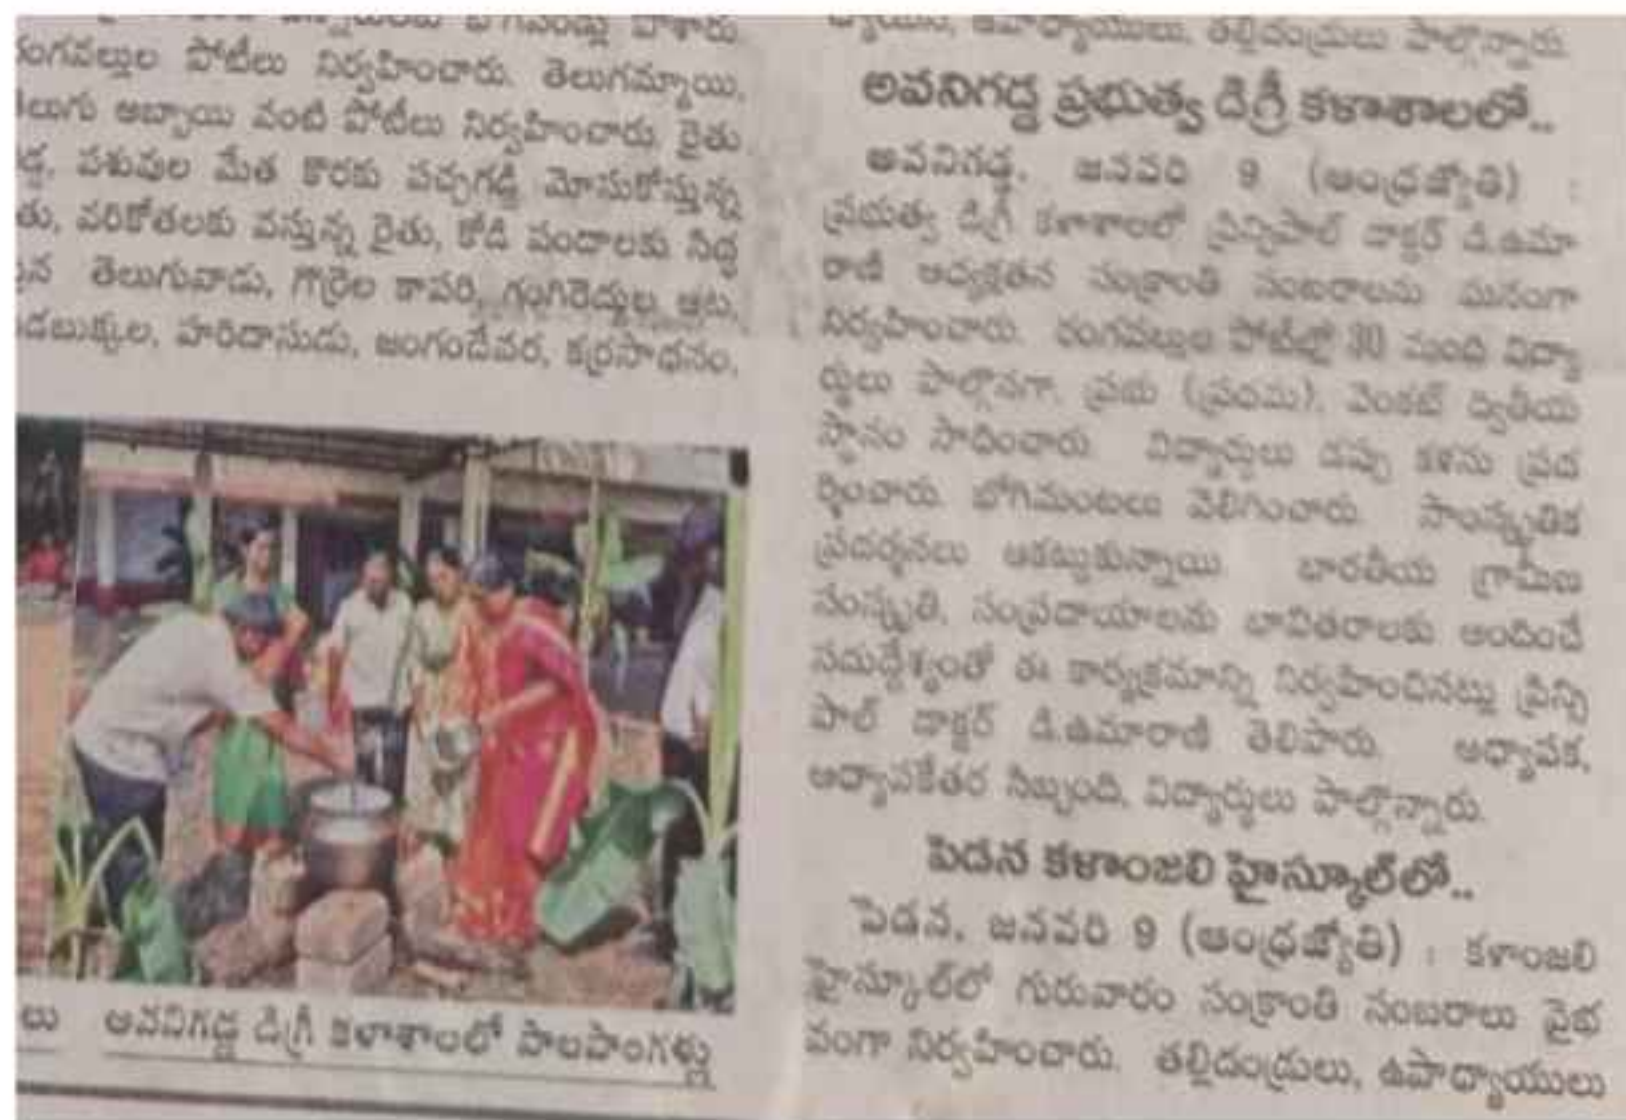 పోటీలు నిర్వహించారు. తెలుగమ్మాయి,
అబ్బాయి వంటి పోటీలు నిర్వహించారు. రైతు
పశువుల మేత కొరకు పచ్చగడ్డి మోసుకోస్తున్న
వరికోతలకు వస్తున్న రైతు, కోడి పందాలకు సిద్ధ
తెలుగువాడు, గొర్రెల కాపరి, గంగిరెద్దుల ఆట,
హరిదాసుడు, జంగందేవర, కర్రసాధనం,
అవనిగడ్డ డిగ్రీ కళాశాలలో పాలపొంగళ్లు
ఉపాధ్యాయులు, తల్లిదండ్రులు పాల్గొన్నారు.
అవనిగడ్డ ప్రభుత్వ డిగ్రీ కళాశాలలో..
అవనిగడ్డ, జనవరి 9 (ఆంధ్రజ్యోతి) :
ప్రభుత్వ డిగ్రీ కళాశాలలో ప్రిన్సిపాల్ డాక్టర్ డి.ఉమా
రాణి అధ్యక్షతన సంక్రాంతి సంబరాలను ఘనంగా
నిర్వహించారు. రంగవల్లుల పోటీల్లో 30 మంది విద్యా
ర్థులు పాల్గొనగా, ప్రభ (ప్రథమ), వెంకట్ ద్వితీయ
స్థానం సాధించారు. విద్యార్థులు డప్పు కళను ప్రద
ర్శించారు. భోగిమంటలు వెలిగించారు. సాంస్కృతిక
ప్రదర్శనలు ఆకట్టుకున్నాయి. భారతీయ గ్రామీణ
సంస్కృతి, సంప్రదాయాలను భావితరాలకు అందించే
సదుద్దేశ్యంతో ఈ కార్యక్రమాన్ని నిర్వహించినట్లు ప్రిన్సి
పాల్ డాక్టర్ డి.ఉమారాణి తెలిపారు. అధ్యాపక,
అధ్యాపకేతర సిబ్బంది, విద్యార్థులు పాల్గొన్నారు.
పెడన కళాంజలి హైస్కూల్‌లో..
పెడన, జనవరి 9 (ఆంధ్రజ్యోతి) : కళాంజలి
హైస్కూల్‌లో గురువారం సంక్రాంతి సంబరాలు వైభ
వంగా నిర్వహించారు. తల్లిదండ్రులు, ఉపాధ్యాయులు